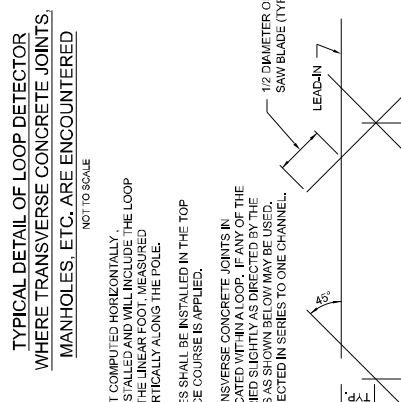 TYPICAL DETAIL OF LOOP DETECTOR
WHERE TRANSVERSE CONCRETE JOINTS,
MANHOLES, ETC. ARE ENCOUNTERED
NOT TO SCALE
T COMPUTED HORIZONTALLY .
STALLED AND WILL INCLUDE THE LOOP
THE LINEAR FOOT, MEASURED
RTICALLY ALONG THE POLE.
ES SHALL BE INSTALLED IN THE TOP
CE COURSE IS APPLIED.
NSVERSE CONCRETE JOINTS IN
CATED WITHIN A LOOP. IF ANY OF THE
RIED SLIGHTLY AS DIRECTED BY THE
S AS SHOWN BELOW MAY BE USED.
ECTED IN SERIES TO ONE CHANNEL.
1/2 DIAMETER O
SAW BLADE (TYP
LEAD-IN
45°
TYP.